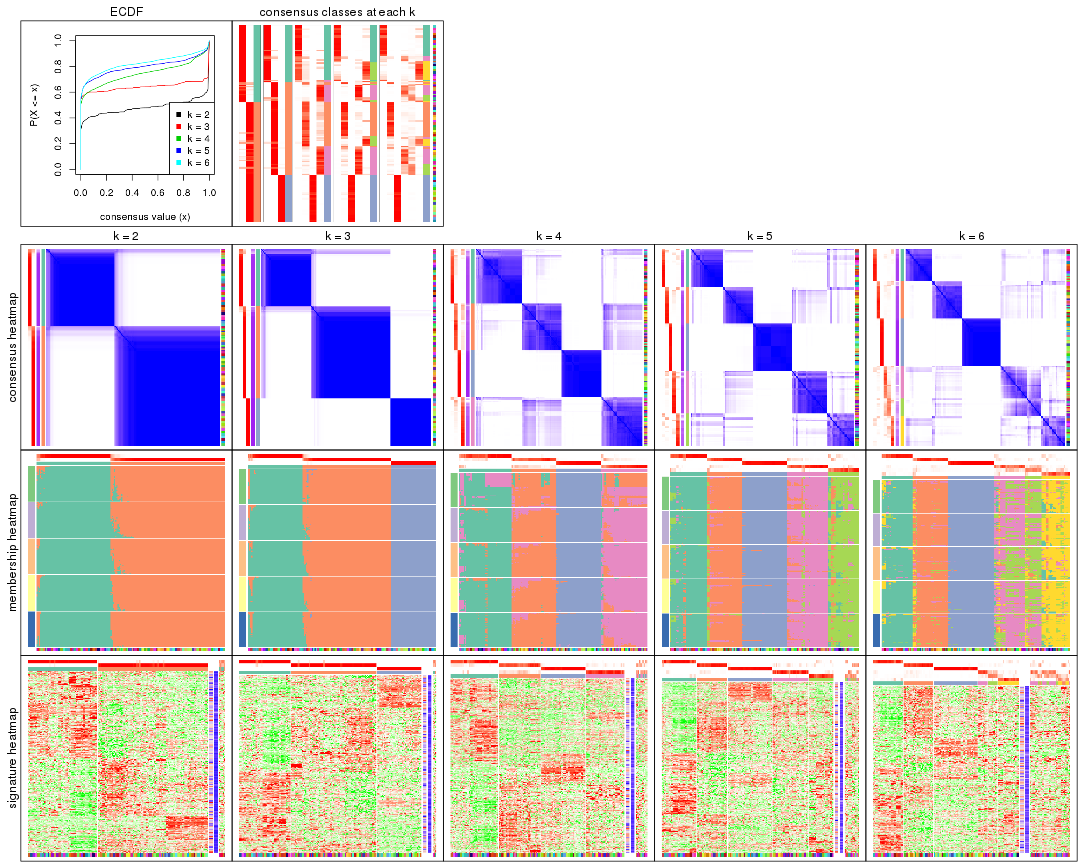 ECDF
consensus classes at each k
P(X <= x)
0.0 0.2 0.4 0.6 0.8 1.0
k = 2
k = 3
k = 4
k = 5
k = 6
0.0 0.2 0.4 0.6 0.8 1.0
consensus value (x)
k = 2
k = 3
k = 4
k = 5
k = 6
consensus heatmap
membership heatmap
signature heatmap